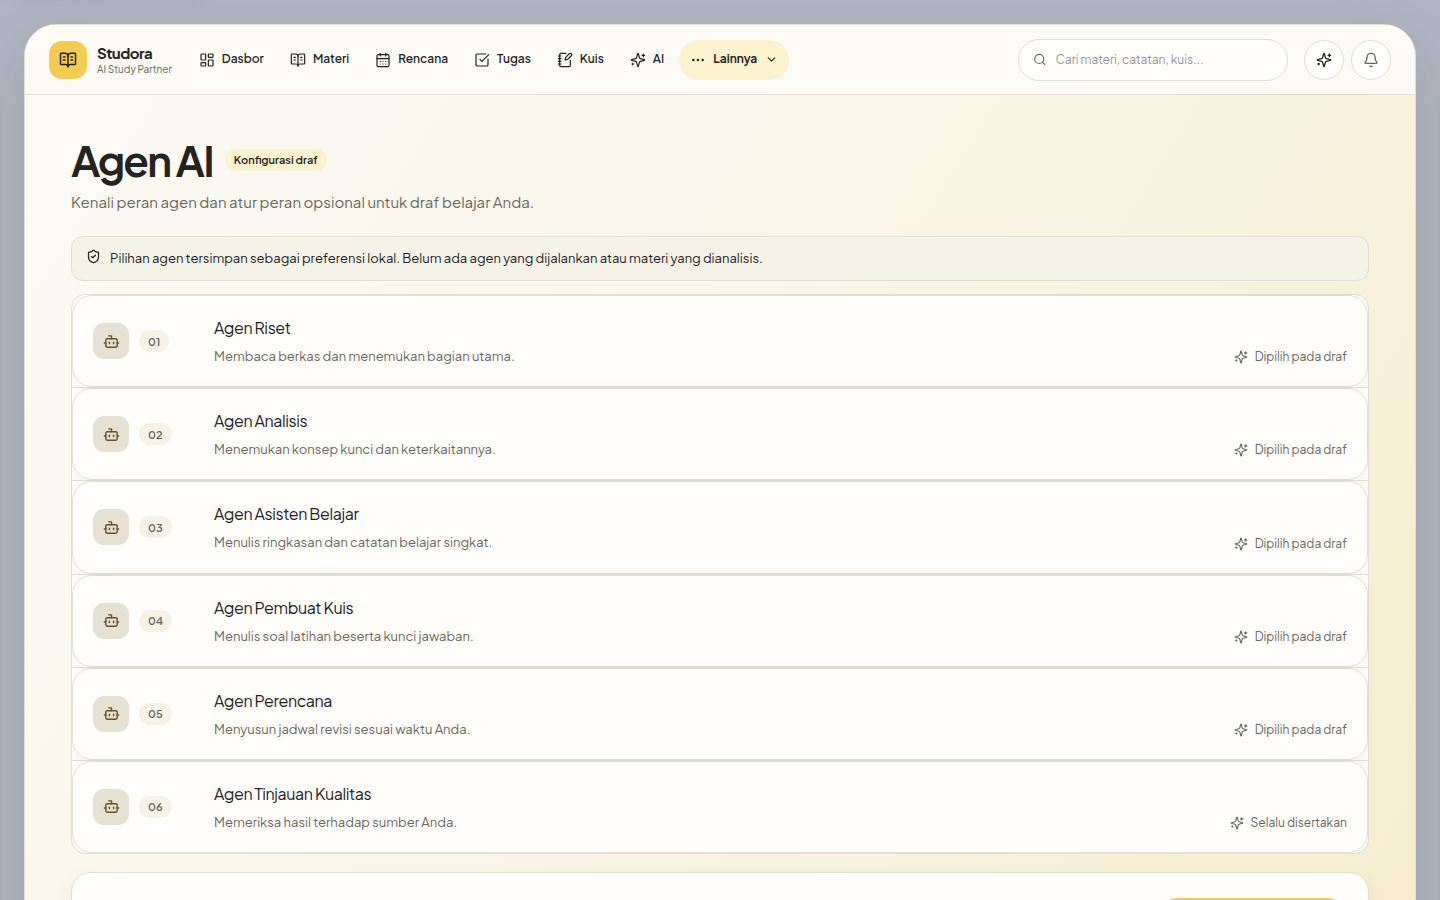 Studora
AI Study Partner
Dasbor
Materi
Rencana
Tugas
Kuis
AI
Lainnya
Cari materi, catatan, kuis...
Agen AI
Konfigurasi draf
Kenali peran agen dan atur peran opsional untuk draf belajar Anda.
Pilihan agen tersimpan sebagai preferensi lokal. Belum ada agen yang dijalankan atau materi yang dianalisis.
01
Agen Riset
Membaca berkas dan menemukan bagian utama.
Dipilih pada draf
02
Agen Analisis
Menemukan konsep kunci dan keterkaitannya.
Dipilih pada draf
03
Agen Asisten Belajar
Menulis ringkasan dan catatan belajar singkat.
Dipilih pada draf
04
Agen Pembuat Kuis
Menulis soal latihan beserta kunci jawaban.
Dipilih pada draf
05
Agen Perencana
Menyusun jadwal revisi sesuai waktu Anda.
Dipilih pada draf
06
Agen Tinjauan Kualitas
Memeriksa hasil terhadap sumber Anda.
Selalu disertakan